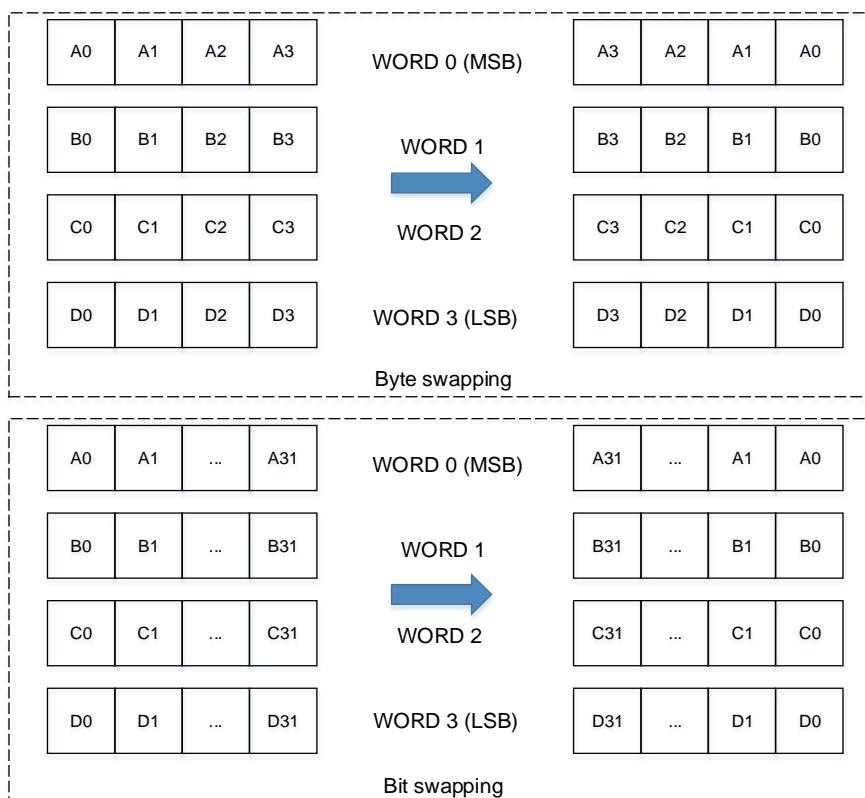 A0 A1 A2 A3 WORD 0 (MSB) A3 A2 A1 A0
B0 B1 B2 B3 WORD 1 B3 B2 B1 B0
C0 C1 C2 C3 WORD 2 C3 C2 C1 C0
D0 D1 D2 D3 WORD 3 (LSB) D3 D2 D1 D0
Byte swapping
A0 A1 ... A31 WORD 0 (MSB) A31 ... A1 A0
B0 B1 ... B31 WORD 1 B31 ... B1 B0
C0 C1 ... C31 WORD 2 C31 ... C1 C0
D0 D1 ... D31 WORD 3 (LSB) D31 ... D1 D0
Bit swapping